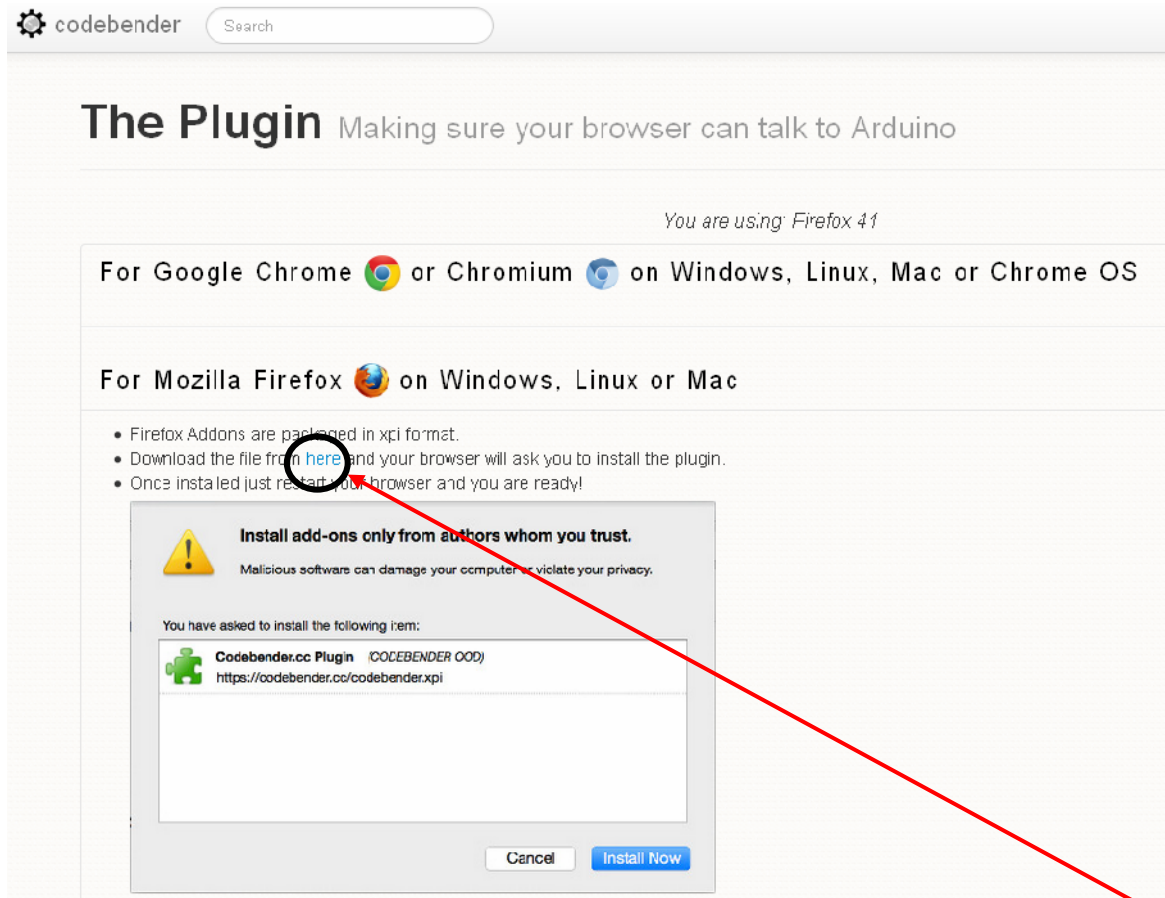 codebender
Search
The Plugin Making sure your browser can talk to Arduino
You are using: Firefox 41
For Google Chrome or Chromium on Windows, Linux, Mac or Chrome OS
For Mozilla Firefox on Windows, Linux or Mac
• Firefox Addons are packaged in xpi format.
• Download the file from here and your browser will ask you to install the plugin.
• Once installed just restart your browser and you are ready!
Install add-ons only from authors whom you trust.
Malicious software can damage your computer or violate your privacy.
You have asked to install the following item:
Codebender.cc Plugin (CODEBENDER OOD)
https://codebender.cc/codebender.xpi
Cancel
Install Now